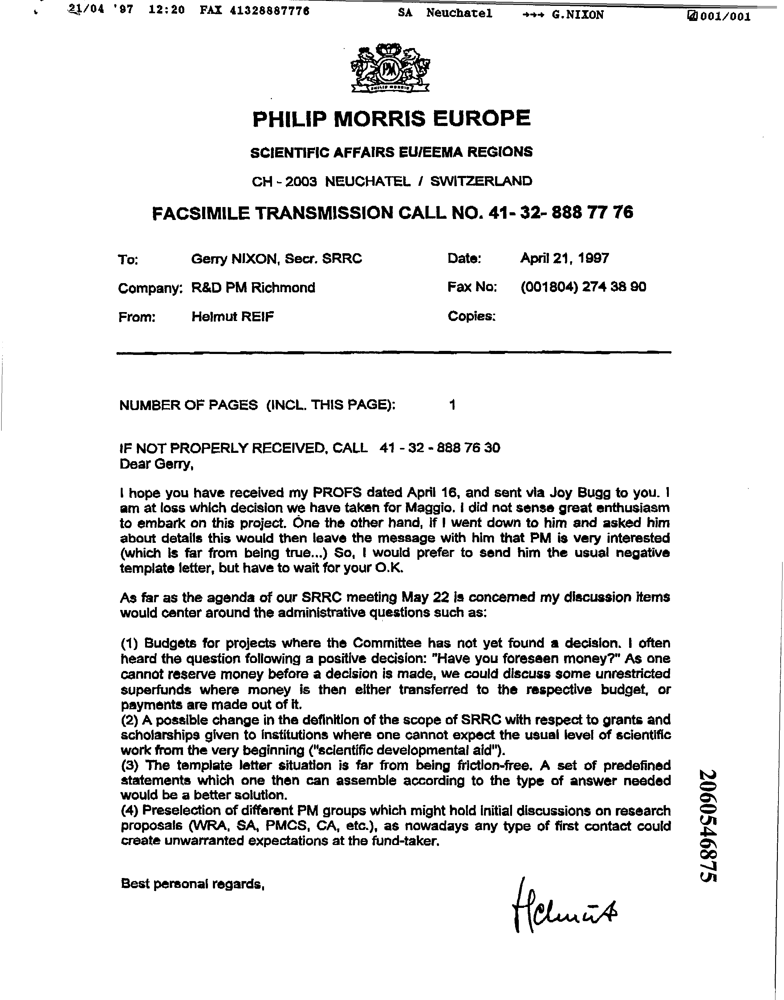 21/04 '97 12:20 FAX 41328887776 SA Neuchatel +++ G.NIXON 001/001
PM
PHILIP MORRIS
PHILIP MORRIS EUROPE
SCIENTIFIC AFFAIRS EU/EEMA REGIONS
CH - 2003 NEUCHATEL / SWITZERLAND
FACSIMILE TRANSMISSION CALL NO. 41- 32- 888 77 76
To: Gerry NIXON, Secr. SRRC Date: April 21, 1997
Company: R&D PM Richmond Fax No: (001804) 274 38 90
From: Helmut REIF Copies:
NUMBER OF PAGES (INCL. THIS PAGE): 1
IF NOT PROPERLY RECEIVED, CALL 41 - 32 - 888 76 30
Dear Gerry,
I hope you have received my PROFS dated April 16, and sent via Joy Bugg to you. I
am at loss which decision we have taken for Maggio. I did not sense great enthusiasm
to embark on this project. One the other hand, if I went down to him and asked him
about details this would then leave the message with him that PM is very interested
(which is far from being true...) So, I would prefer to send him the usual negative
template letter, but have to wait for your O.K.
As far as the agenda of our SRRC meeting May 22 is concerned my discussion items
would center around the administrative questions such as:
(1) Budgets for projects where the Committee has not yet found a decision. I often
heard the question following a positive decision: "Have you foreseen money?" As one
cannot reserve money before a decision is made, we could discuss some unrestricted
superfunds where money is then either transferred to the respective budget, or
payments are made out of it.
(2) A possible change in the definition of the scope of SRRC with respect to grants and
scholarships given to institutions where one cannot expect the usual level of scientific
work from the very beginning ("scientific developmental aid").
(3) The template letter situation is far from being friction-free. A set of predefined
statements which one then can assemble according to the type of answer needed
would be a better solution.
(4) Preselection of different PM groups which might hold initial discussions on research
proposals (WRA, SA, PMCS, CA, etc.), as nowadays any type of first contact could
create unwarranted expectations at the fund-taker.
Best personal regards,
Helmut
2060546875